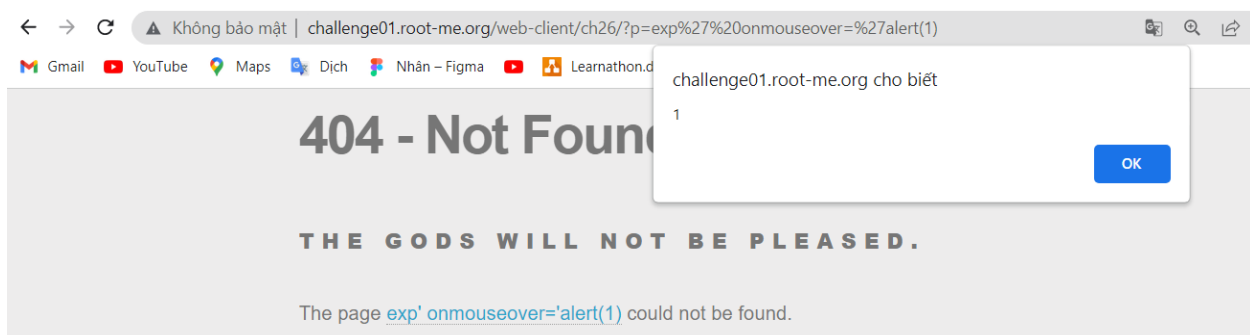 Không bảo mật | challenge01.root-me.org/web-client/ch26/?p=exp%27%20onmouseover=%27alert(1)
Gmail YouTube Maps Dịch Nhân – Figma Learnathon.d
challenge01.root-me.org cho biết
1
OK
404 - Not Foun
THE GODS WILL NOT BE PLEASED.
The page exp' onmouseover='alert(1) could not be found.